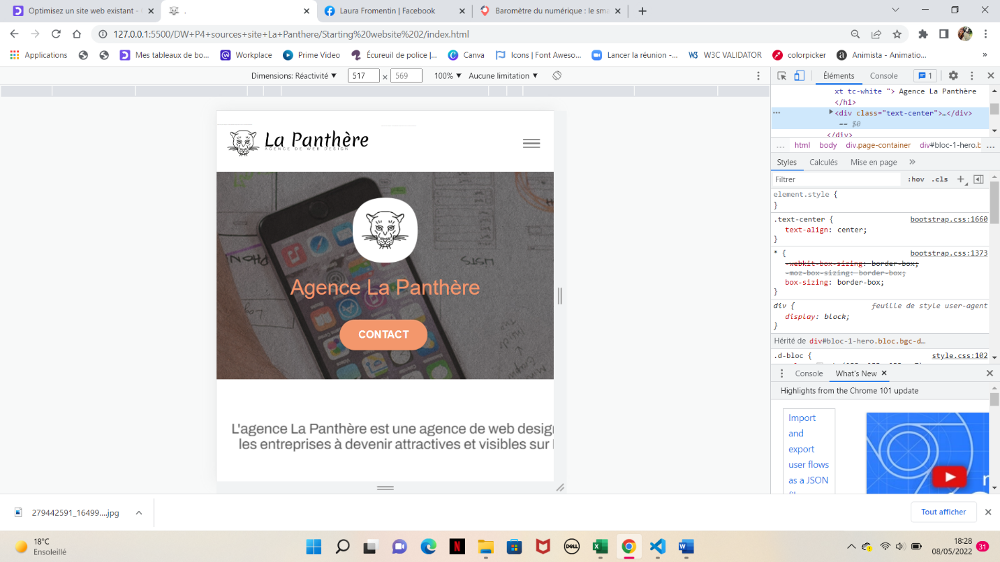 Optimisez un site web existant -
.
Laura Fromentin | Facebook
Baromètre du numérique : le sma
127.0.0.1:5500/DW+P4+sources+site+La+Panthere/Starting%20website%202/index.html
Applications
Mes tableaux de bo...
Workplace
Prime Video
Écureuil de police |...
Canva
Icons | Font Aweso...
Lancer la réunion -...
W3C VALIDATOR
colorpicker
Animista - Animatio...
»
Dimensions: Réactivité ▼ 517 × 569 100% ▼ Aucune limitation ▼
La Panthère
AGENCE DE WEB DESIGN
LISTS
Agence La Panthère
CONTACT
L'agence La Panthère est une agence de web design
les entreprises à devenir attractives et visibles sur
Éléments Console 1
xt tc-white "> Agence La Panthère
</h1>
<div class="text-center">…</div>
== $0
</div>
... html body div.page-container div#bloc-1-hero.b ...
Styles Calculés Mise en page »
Filtrer :hov .cls +
element.style {
}
.text-center { bootstrap.css:1660
text-align: center;
}
* { bootstrap.css:1373
-webkit-box-sizing: border-box;
-moz-box-sizing: border-box;
box-sizing: border-box;
}
div { feuille de style user-agent
display: block;
}
Hérité de div#bloc-1-hero.bloc.bgc-d…
.d-bloc { style.css:102
Console What's New ×
Highlights from the Chrome 101 update
Import
and
export
user flows
as a JSON
279442591_16499....jpg
Tout afficher
18°C
Ensoleillé
N
DELL
18:28
08/05/2022
31